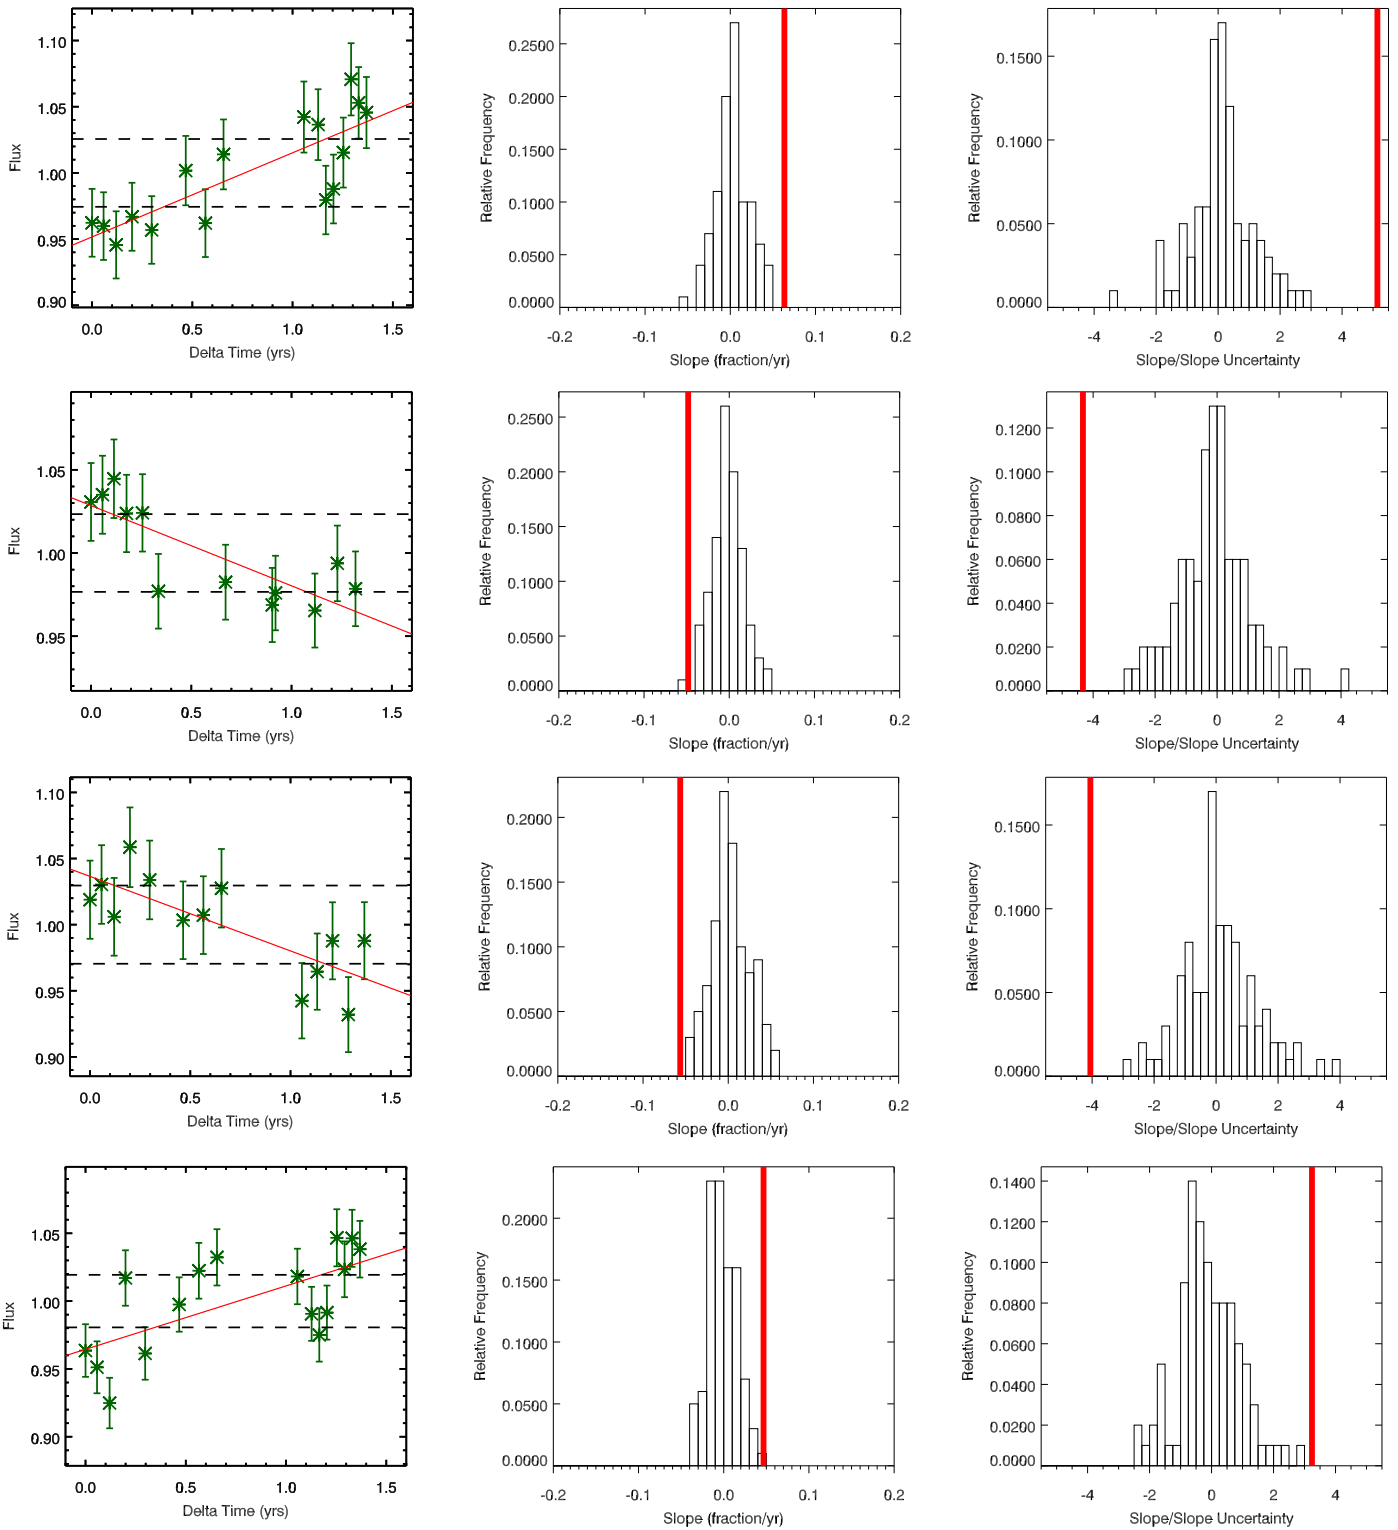 1.10
1.05
1.00
0.95
0.90
Flux
0.0 0.5 1.0 1.5
Delta Time (yrs)
0.2500
0.2000
0.1500
0.1000
0.0500
0.0000
Relative Frequency
-0.2 -0.1 0.0 0.1 0.2
Slope (fraction/yr)
0.1500
0.1000
0.0500
0.0000
Relative Frequency
-4 -2 0 2 4
Slope/Slope Uncertainty
1.05
1.00
0.95
Flux
0.0 0.5 1.0 1.5
Delta Time (yrs)
0.2500
0.2000
0.1500
0.1000
0.0500
0.0000
Relative Frequency
-0.2 -0.1 0.0 0.1 0.2
Slope (fraction/yr)
0.1200
0.1000
0.0800
0.0600
0.0400
0.0200
0.0000
Relative Frequency
-4 -2 0 2 4
Slope/Slope Uncertainty
1.10
1.05
1.00
0.95
0.90
Flux
0.0 0.5 1.0 1.5
Delta Time (yrs)
0.2000
0.1500
0.1000
0.0500
0.0000
Relative Frequency
-0.2 -0.1 0.0 0.1 0.2
Slope (fraction/yr)
0.1500
0.1000
0.0500
0.0000
Relative Frequency
-4 -2 0 2 4
Slope/Slope Uncertainty
1.05
1.00
0.95
0.90
Flux
0.0 0.5 1.0 1.5
Delta Time (yrs)
0.2000
0.1500
0.1000
0.0500
0.0000
Relative Frequency
-0.2 -0.1 0.0 0.1 0.2
Slope (fraction/yr)
0.1400
0.1200
0.1000
0.0800
0.0600
0.0400
0.0200
0.0000
Relative Frequency
-4 -2 0 2 4
Slope/Slope Uncertainty